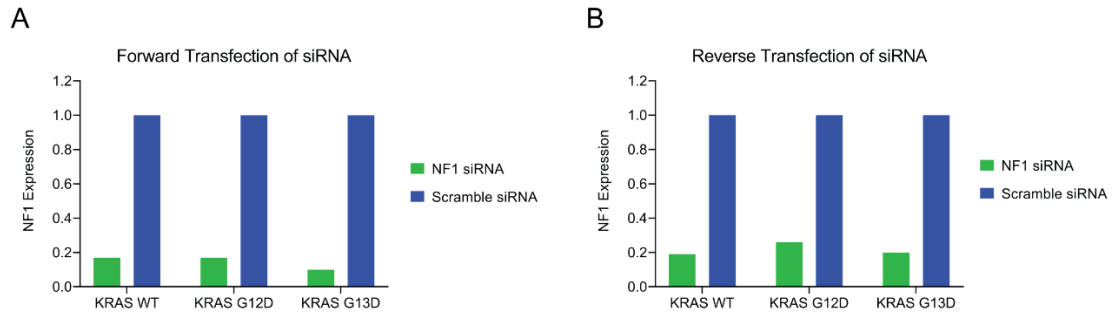 A
Forward Transfection of siRNA
NF1 Expression
1.2
1.0
0.8
0.6
0.4
0.2
0.0
KRAS WT
KRAS G12D
KRAS G13D
NF1 siRNA
Scramble siRNA
B
Reverse Transfection of siRNA
NF1 Expression
1.2
1.0
0.8
0.6
0.4
0.2
0.0
KRAS WT
KRAS G12D
KRAS G13D
NF1 siRNA
Scramble siRNA